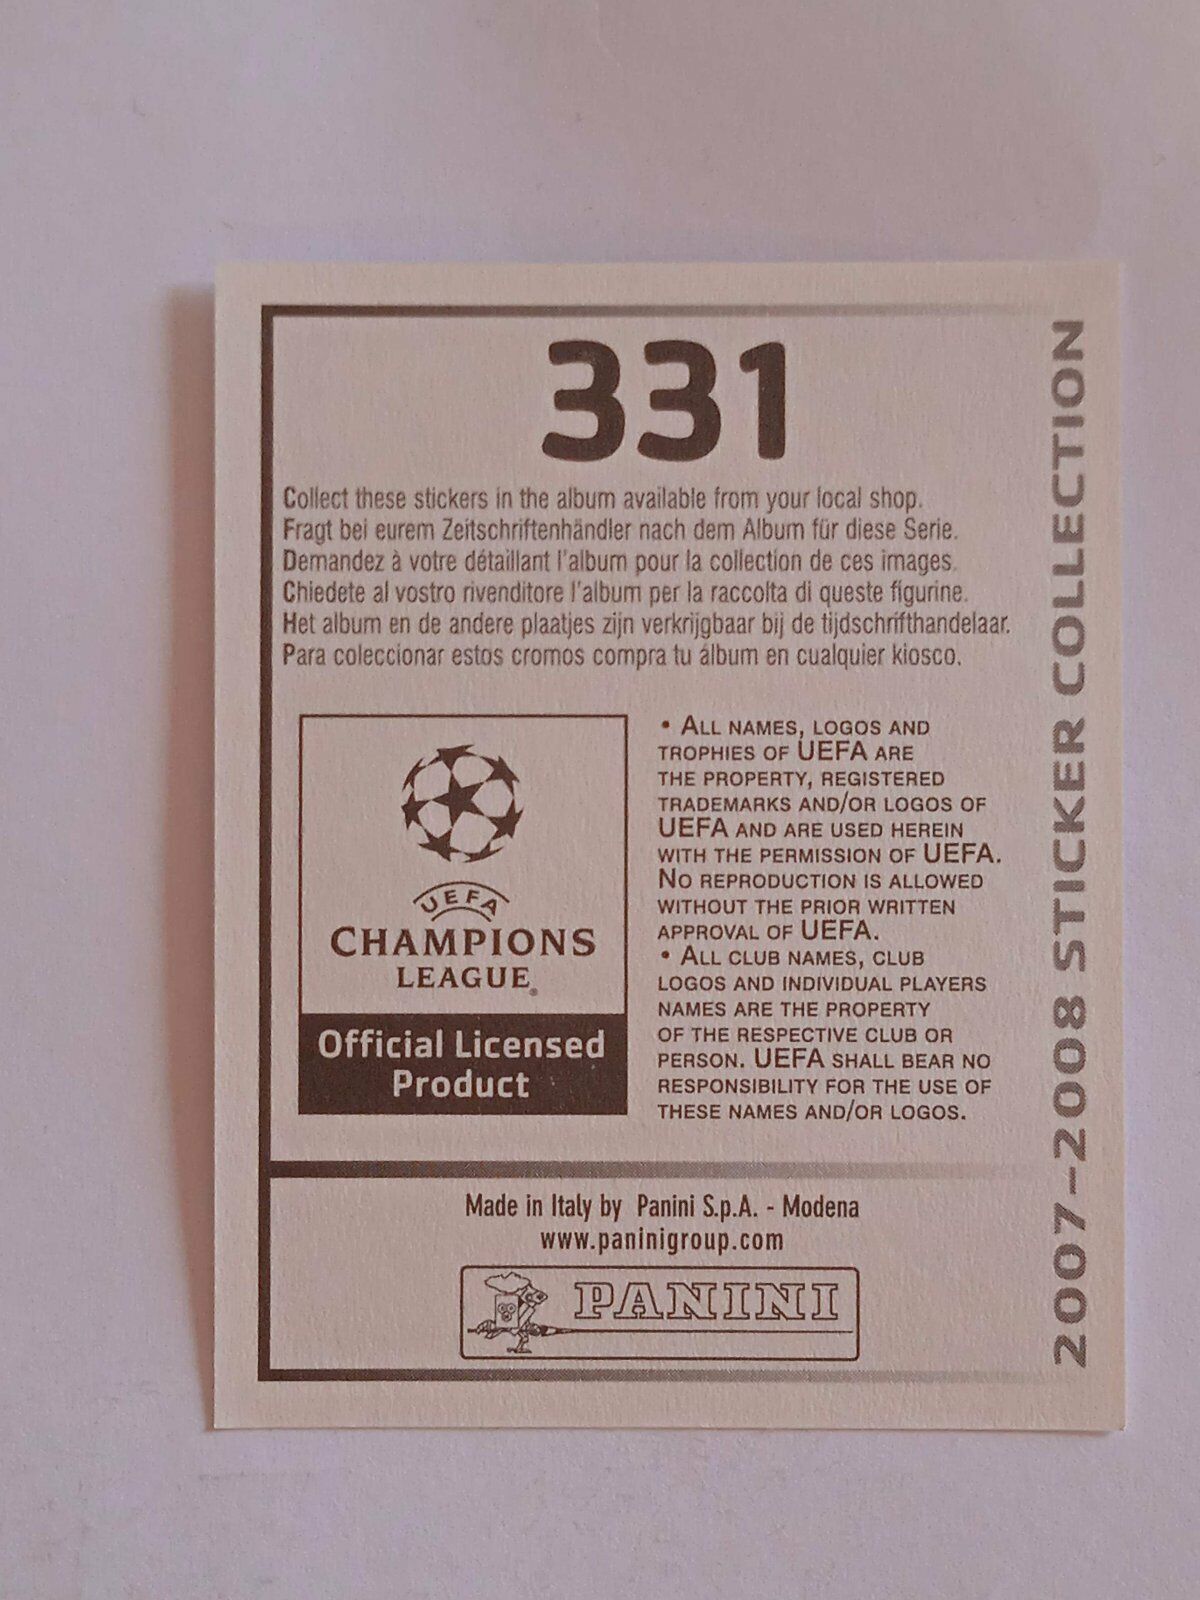 331
Collect these stickers in the album available from your local shop.
Fragt bei eurem Zeitschriftenhändler nach dem Album für diese Serie.
Demandez à votre détaillant l'album pour la collection de ces images.
Chiedete al vostro rivenditore l'album per la raccolta di queste figurine.
Het album en de andere plaatjes zijn verkrijgbaar bij de tijdschrifthandelaar.
Para coleccionar estos cromos compra tu álbum en cualquier kiosco.
UEFA
CHAMPIONS
LEAGUE®
Official Licensed
Product
• ALL NAMES, LOGOS AND
TROPHIES OF UEFA ARE
THE PROPERTY, REGISTERED
TRADEMARKS AND/OR LOGOS OF
UEFA AND ARE USED HEREIN
WITH THE PERMISSION OF UEFA.
NO REPRODUCTION IS ALLOWED
WITHOUT THE PRIOR WRITTEN
APPROVAL OF UEFA.
• ALL CLUB NAMES, CLUB
LOGOS AND INDIVIDUAL PLAYERS
NAMES ARE THE PROPERTY
OF THE RESPECTIVE CLUB OR
PERSON. UEFA SHALL BEAR NO
RESPONSIBILITY FOR THE USE OF
THESE NAMES AND/OR LOGOS.
Made in Italy by Panini S.p.A. - Modena
www.paninigroup.com
PANINI
2007-2008 STICKER COLLECTION